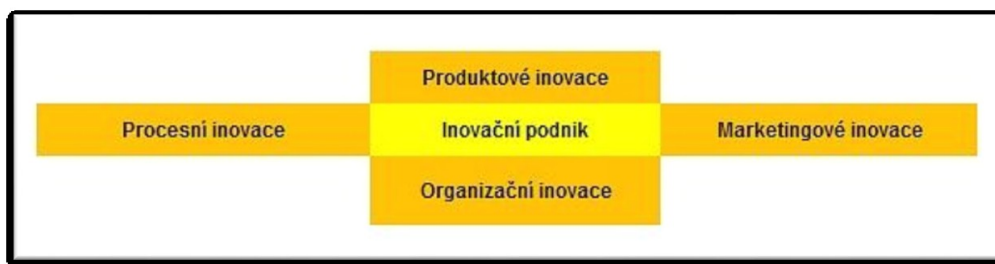 Produktové inovace
Procesní inovace
Inovační podnik
Marketingové inovace
Organizační inovace